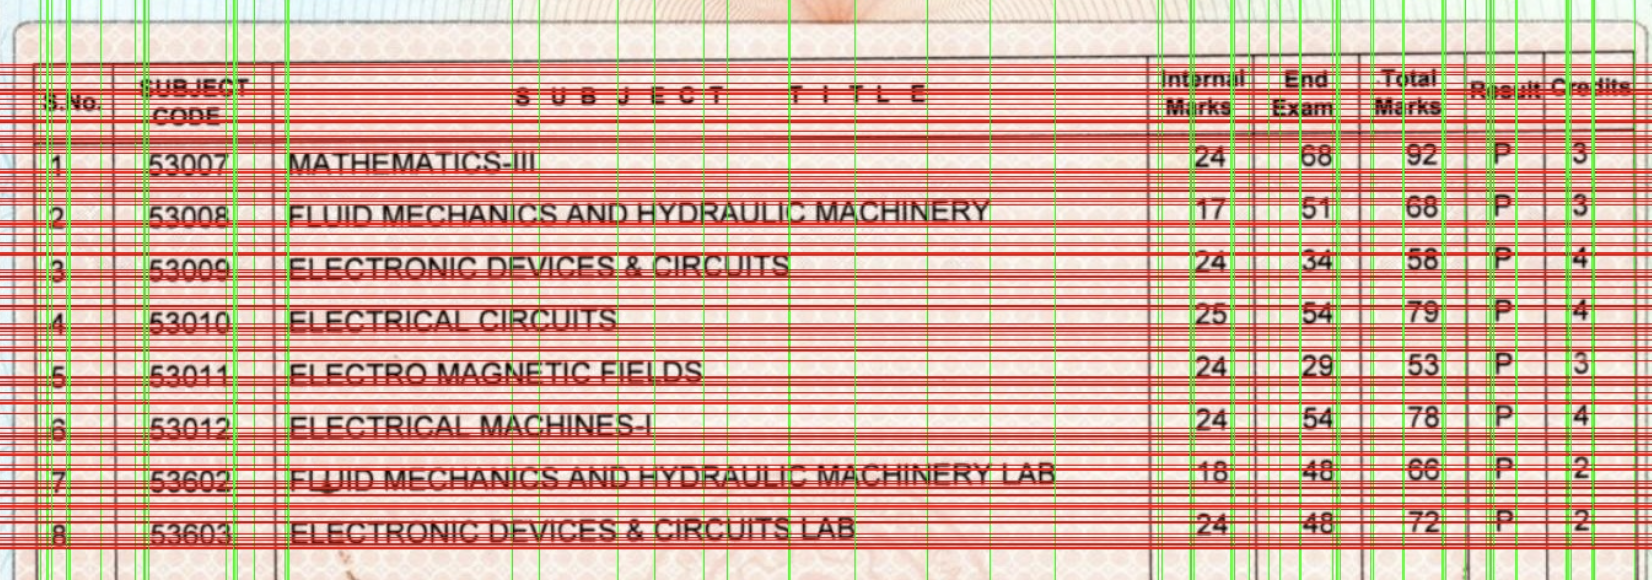 S.No. SUBJECT CODE SUBJECT TITLE Internal Marks End Exam Total Marks Result Credits
1 53007 MATHEMATICS-III 24 68 92 P 3
2 53008 FLUID MECHANICS AND HYDRAULIC MACHINERY 17 51 68 P 3
3 53009 ELECTRONIC DEVICES & CIRCUITS 24 34 58 P 4
4 53010 ELECTRICAL CIRCUITS 25 54 79 P 4
5 53011 ELECTRO MAGNETIC FIELDS 24 29 53 P 3
6 53012 ELECTRICAL MACHINES-I 24 54 78 P 4
7 53602 FLUID MECHANICS AND HYDRAULIC MACHINERY LAB 18 48 66 P 2
8 53603 ELECTRONIC DEVICES & CIRCUITS LAB 24 48 72 P 2